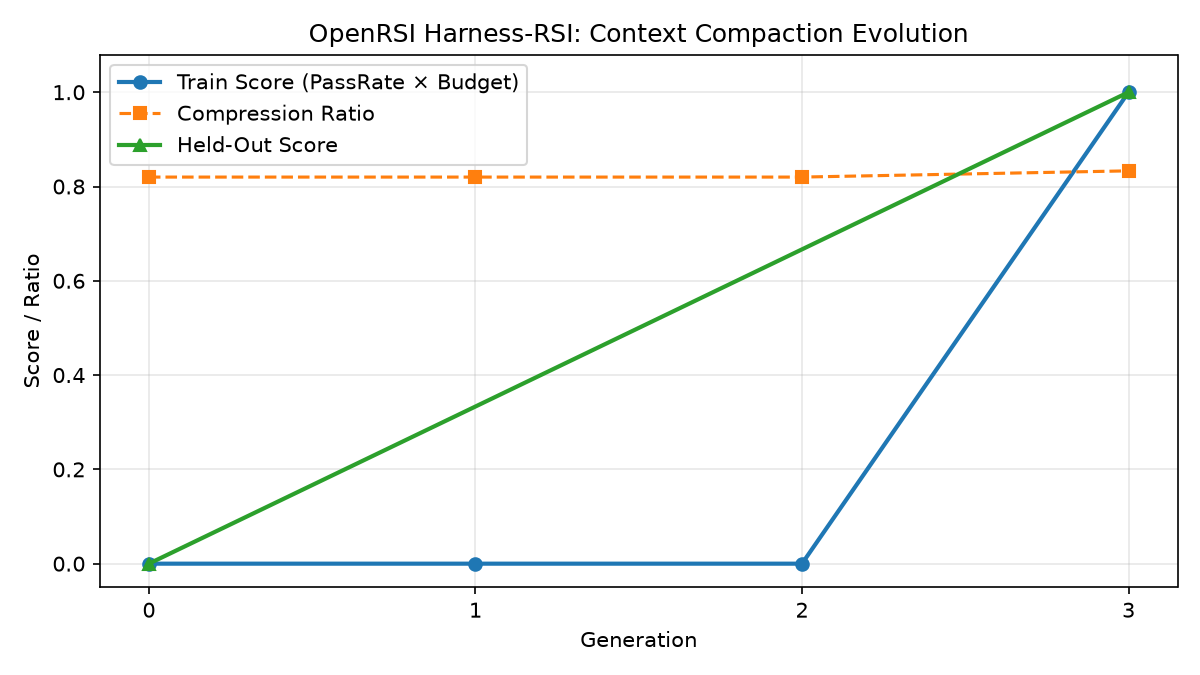 OpenRSI Harness-RSI: Context Compaction Evolution
Train Score (PassRate × Budget)
Compression Ratio
Held-Out Score
Score / Ratio
1.0
0.8
0.6
0.4
0.2
0.0
0 1 2 3
Generation